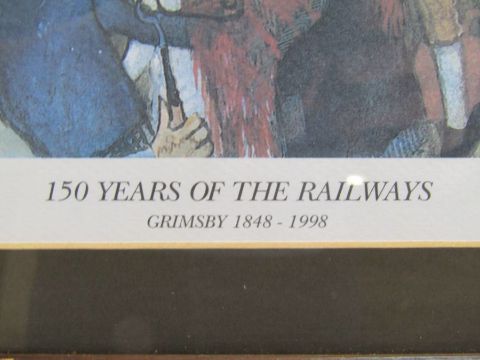 150 YEARS OF THE RAILWAYS
GRIMSBY 1848 - 1998